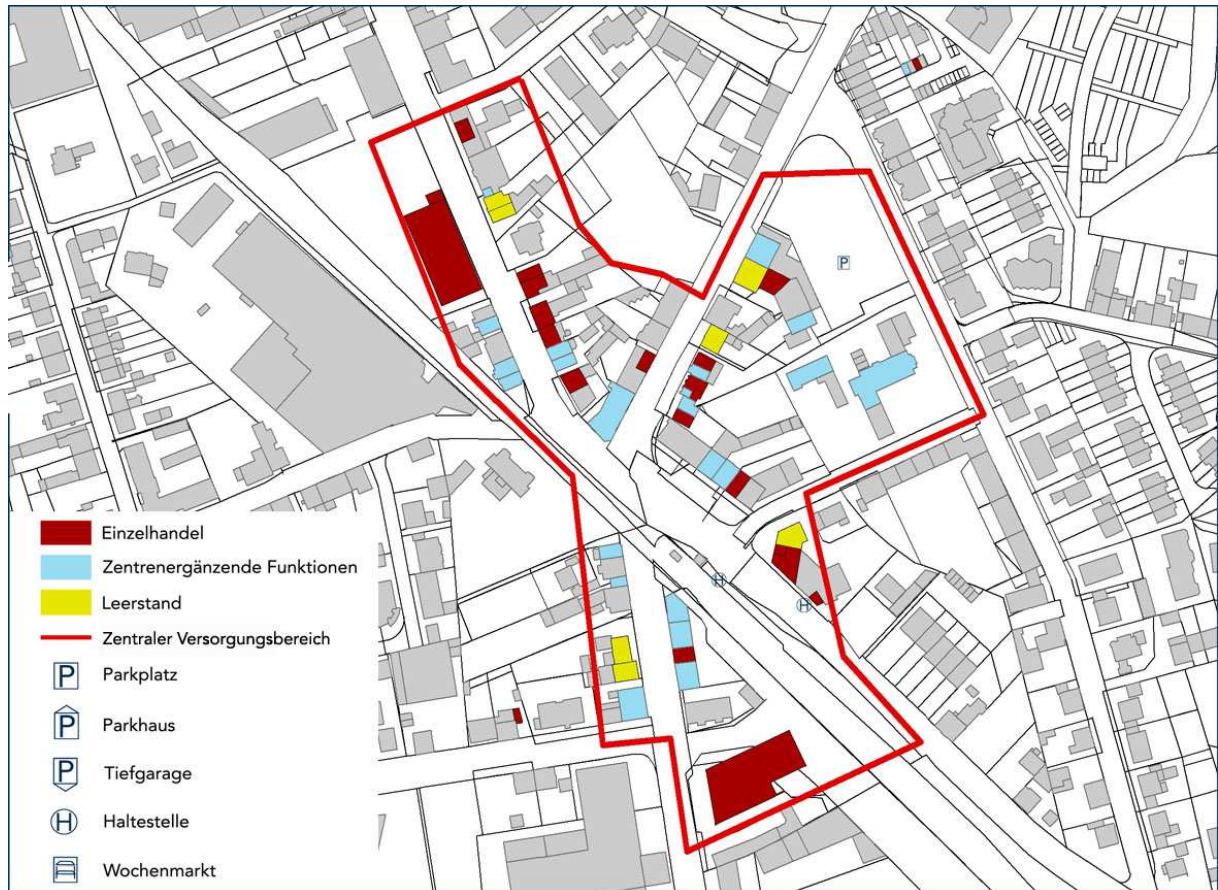 P
H
H
Einzelhandel
Zentrenergänzende Funktionen
Leerstand
Zentraler Versorgungsbereich
P Parkplatz
P Parkhaus
P Tiefgarage
H Haltestelle
Wochenmarkt